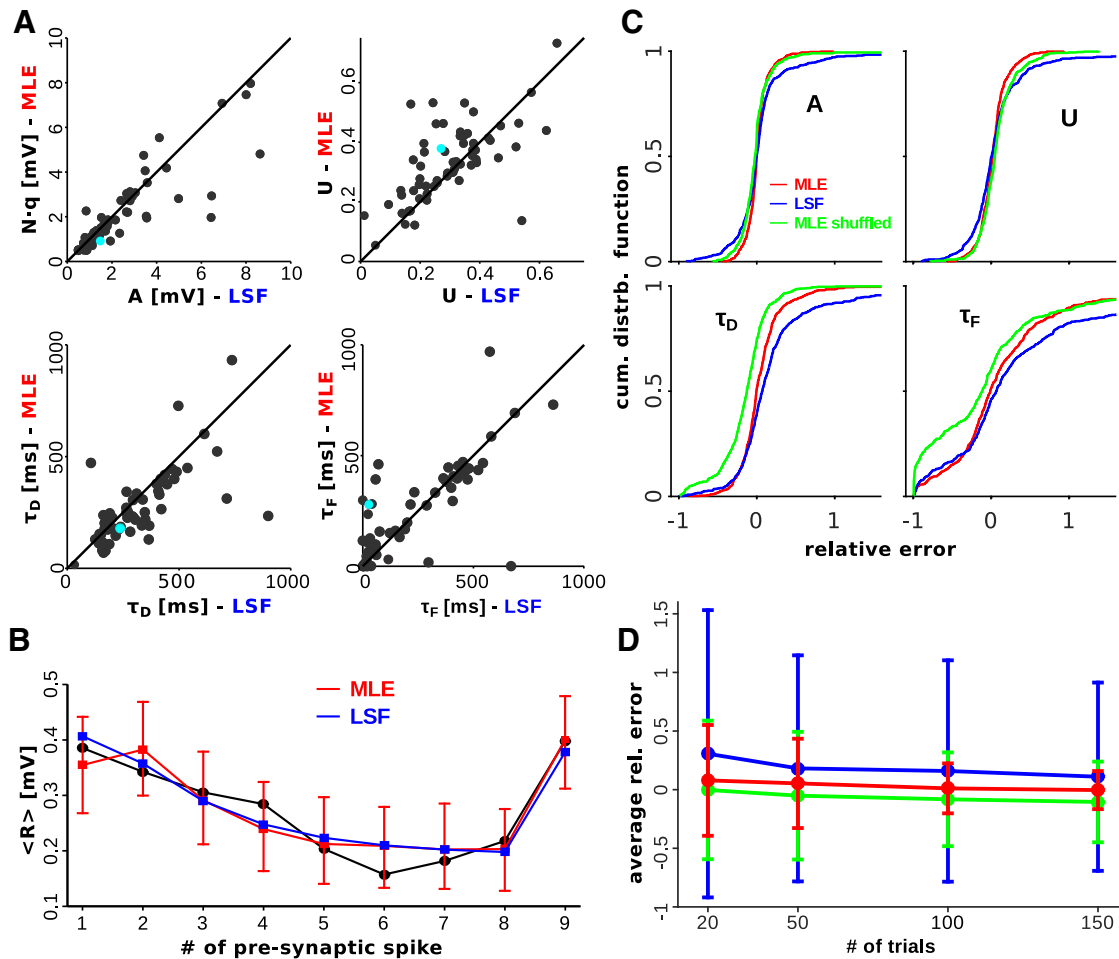 A
N·q [mV] - MLE
0 2 4 6 8 10
0 2 4 6 8 10
A [mV] - LSF
U - MLE
0 0.2 0.4 0.6
0 0.2 0.4 0.6
U - LSF
τD [ms] - MLE
0 500 1000
0 500 1000
τD [ms] - LSF
τF [ms] - MLE
0 500 1000
0 500 1000
τF [ms] - LSF
B
<R> [mV]
0.1 0.2 0.3 0.4 0.5
MLE
LSF
1 2 3 4 5 6 7 8 9
# of pre-synaptic spike
C
cum. distrb. function
0 0.5 1
A
MLE
LSF
MLE shuffled
U
0 0.5 1
τD
τF
-1 0 1
-1 0 1
relative error
D
average rel. error
-1 -0.5 0 0.5 1 1.5
20 50 100 150
# of trials